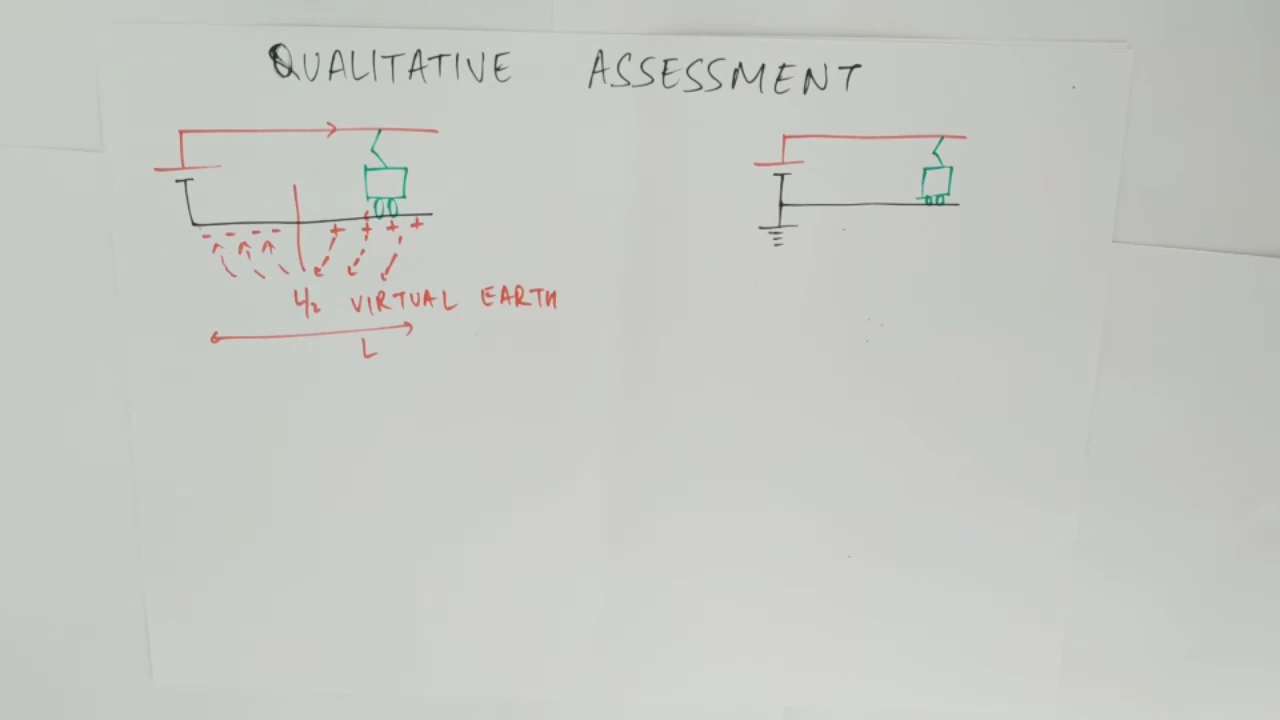 QUALITATIVE ASSESSMENT
- - - - + + + +
L/2 VIRTUAL EARTH
L